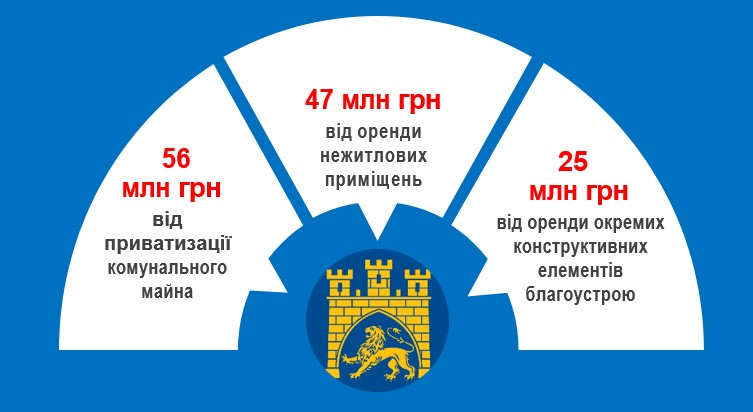 56
млн грн
від
приватизації
комунального
майна
47 млн грн
від оренди
нежитлових
приміщень
25
млн грн
від оренди окремих
конструктивних
елементів
благоустрою